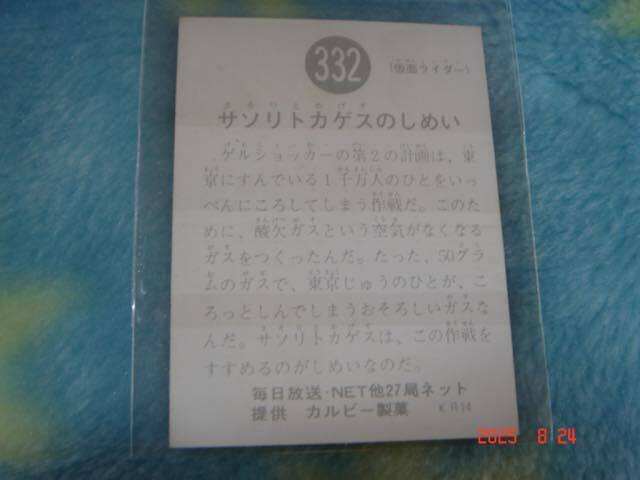 332
(仮面ライダー)
サソリトカゲスのしめい
ゲルショッカーの第2の計画は、東
京にすんでいる1千万人のひとをいっ
ぺんにころしてしまう作戦だ。このた
めに、酸欠ガスという空気がなくなる
ガスをつくったんだ。たった、50グラ
ムのガスで、東京じゅうのひとが、こ
ろっとしんでしまうおそろしいガスな
んだ。サソリトカゲスは、この作戦を
すすめるのがしめいなのだ。
毎日放送・NET他27局ネット
提供 カルビー製菓 KR14
2025 8 24